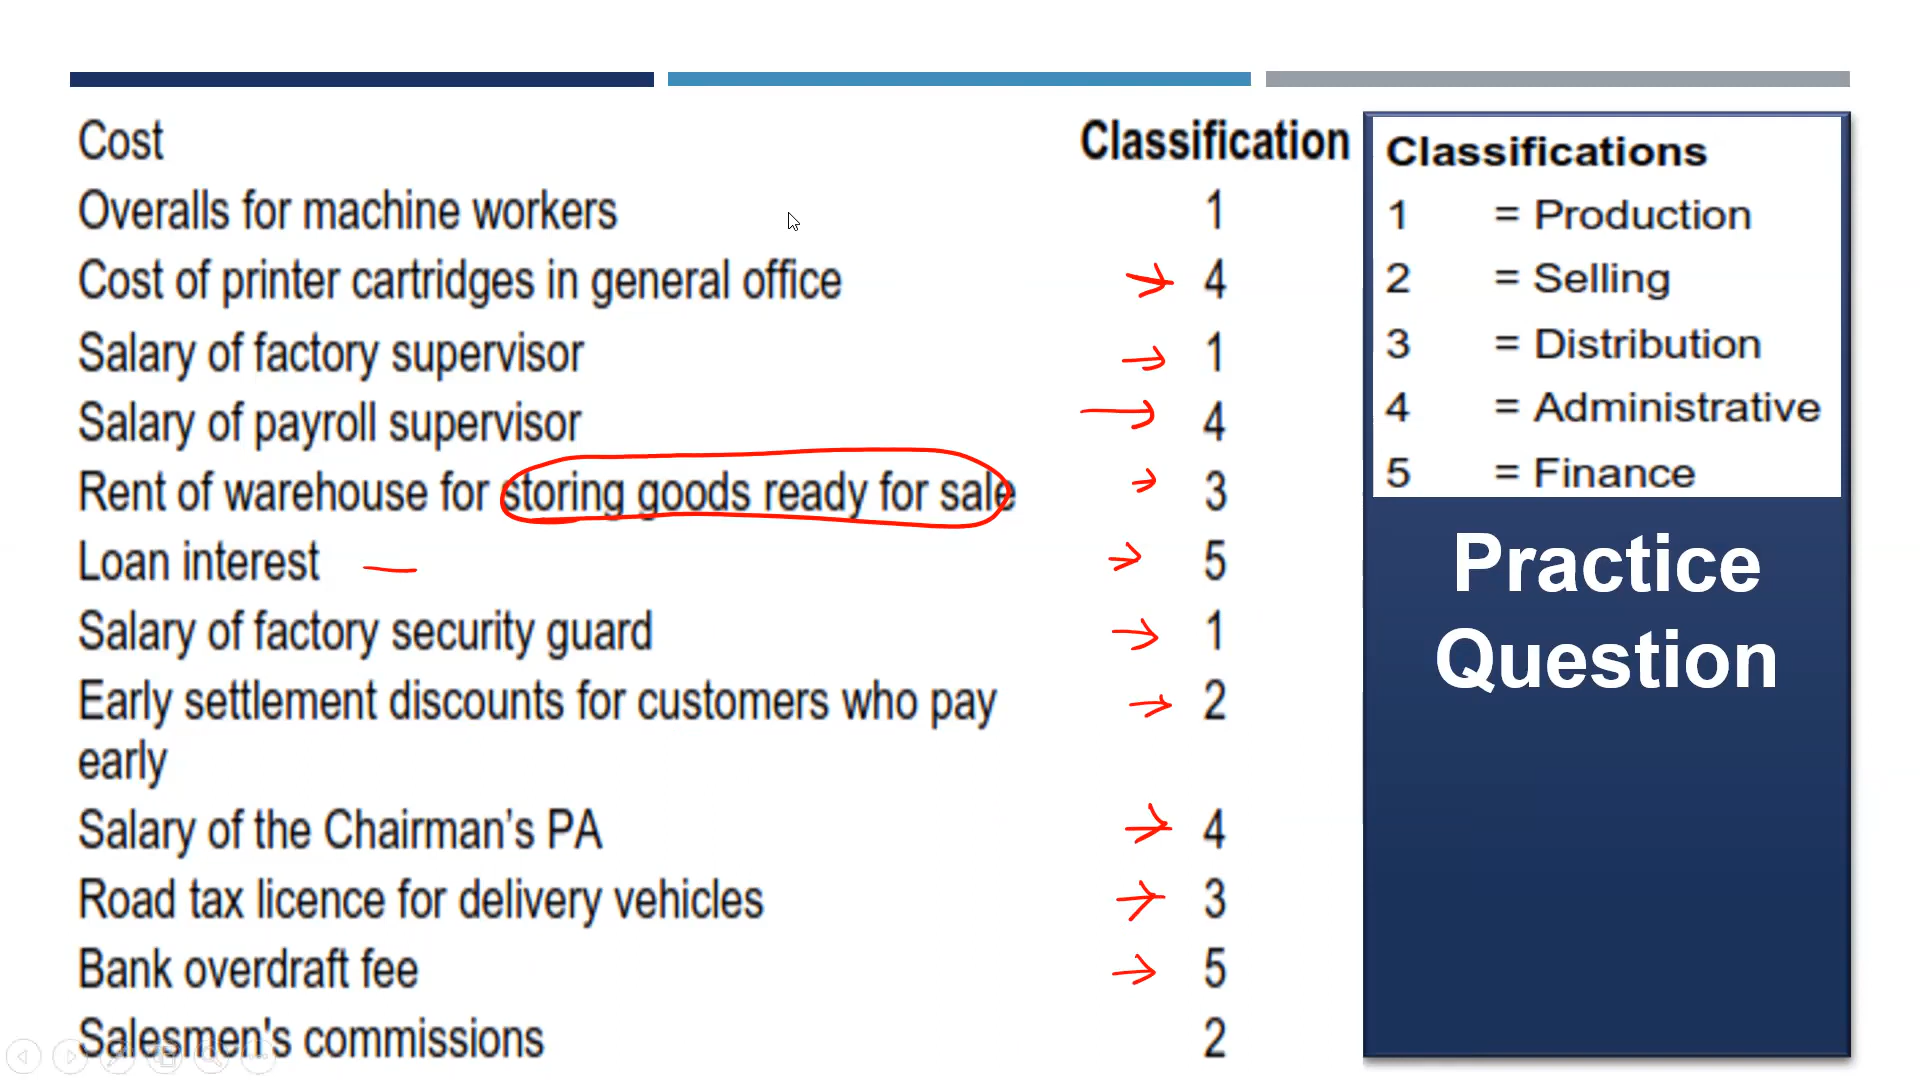 Cost Classification
Overalls for machine workers 1
Cost of printer cartridges in general office 4
Salary of factory supervisor 1
Salary of payroll supervisor 4
Rent of warehouse for storing goods ready for sale 3
Loan interest 5
Salary of factory security guard 1
Early settlement discounts for customers who pay 2
early
Salary of the Chairman's PA 4
Road tax licence for delivery vehicles 3
Bank overdraft fee 5
Salesmen's commissions 2
Classifications
1 = Production
2 = Selling
3 = Distribution
4 = Administrative
5 = Finance
Practice
Question